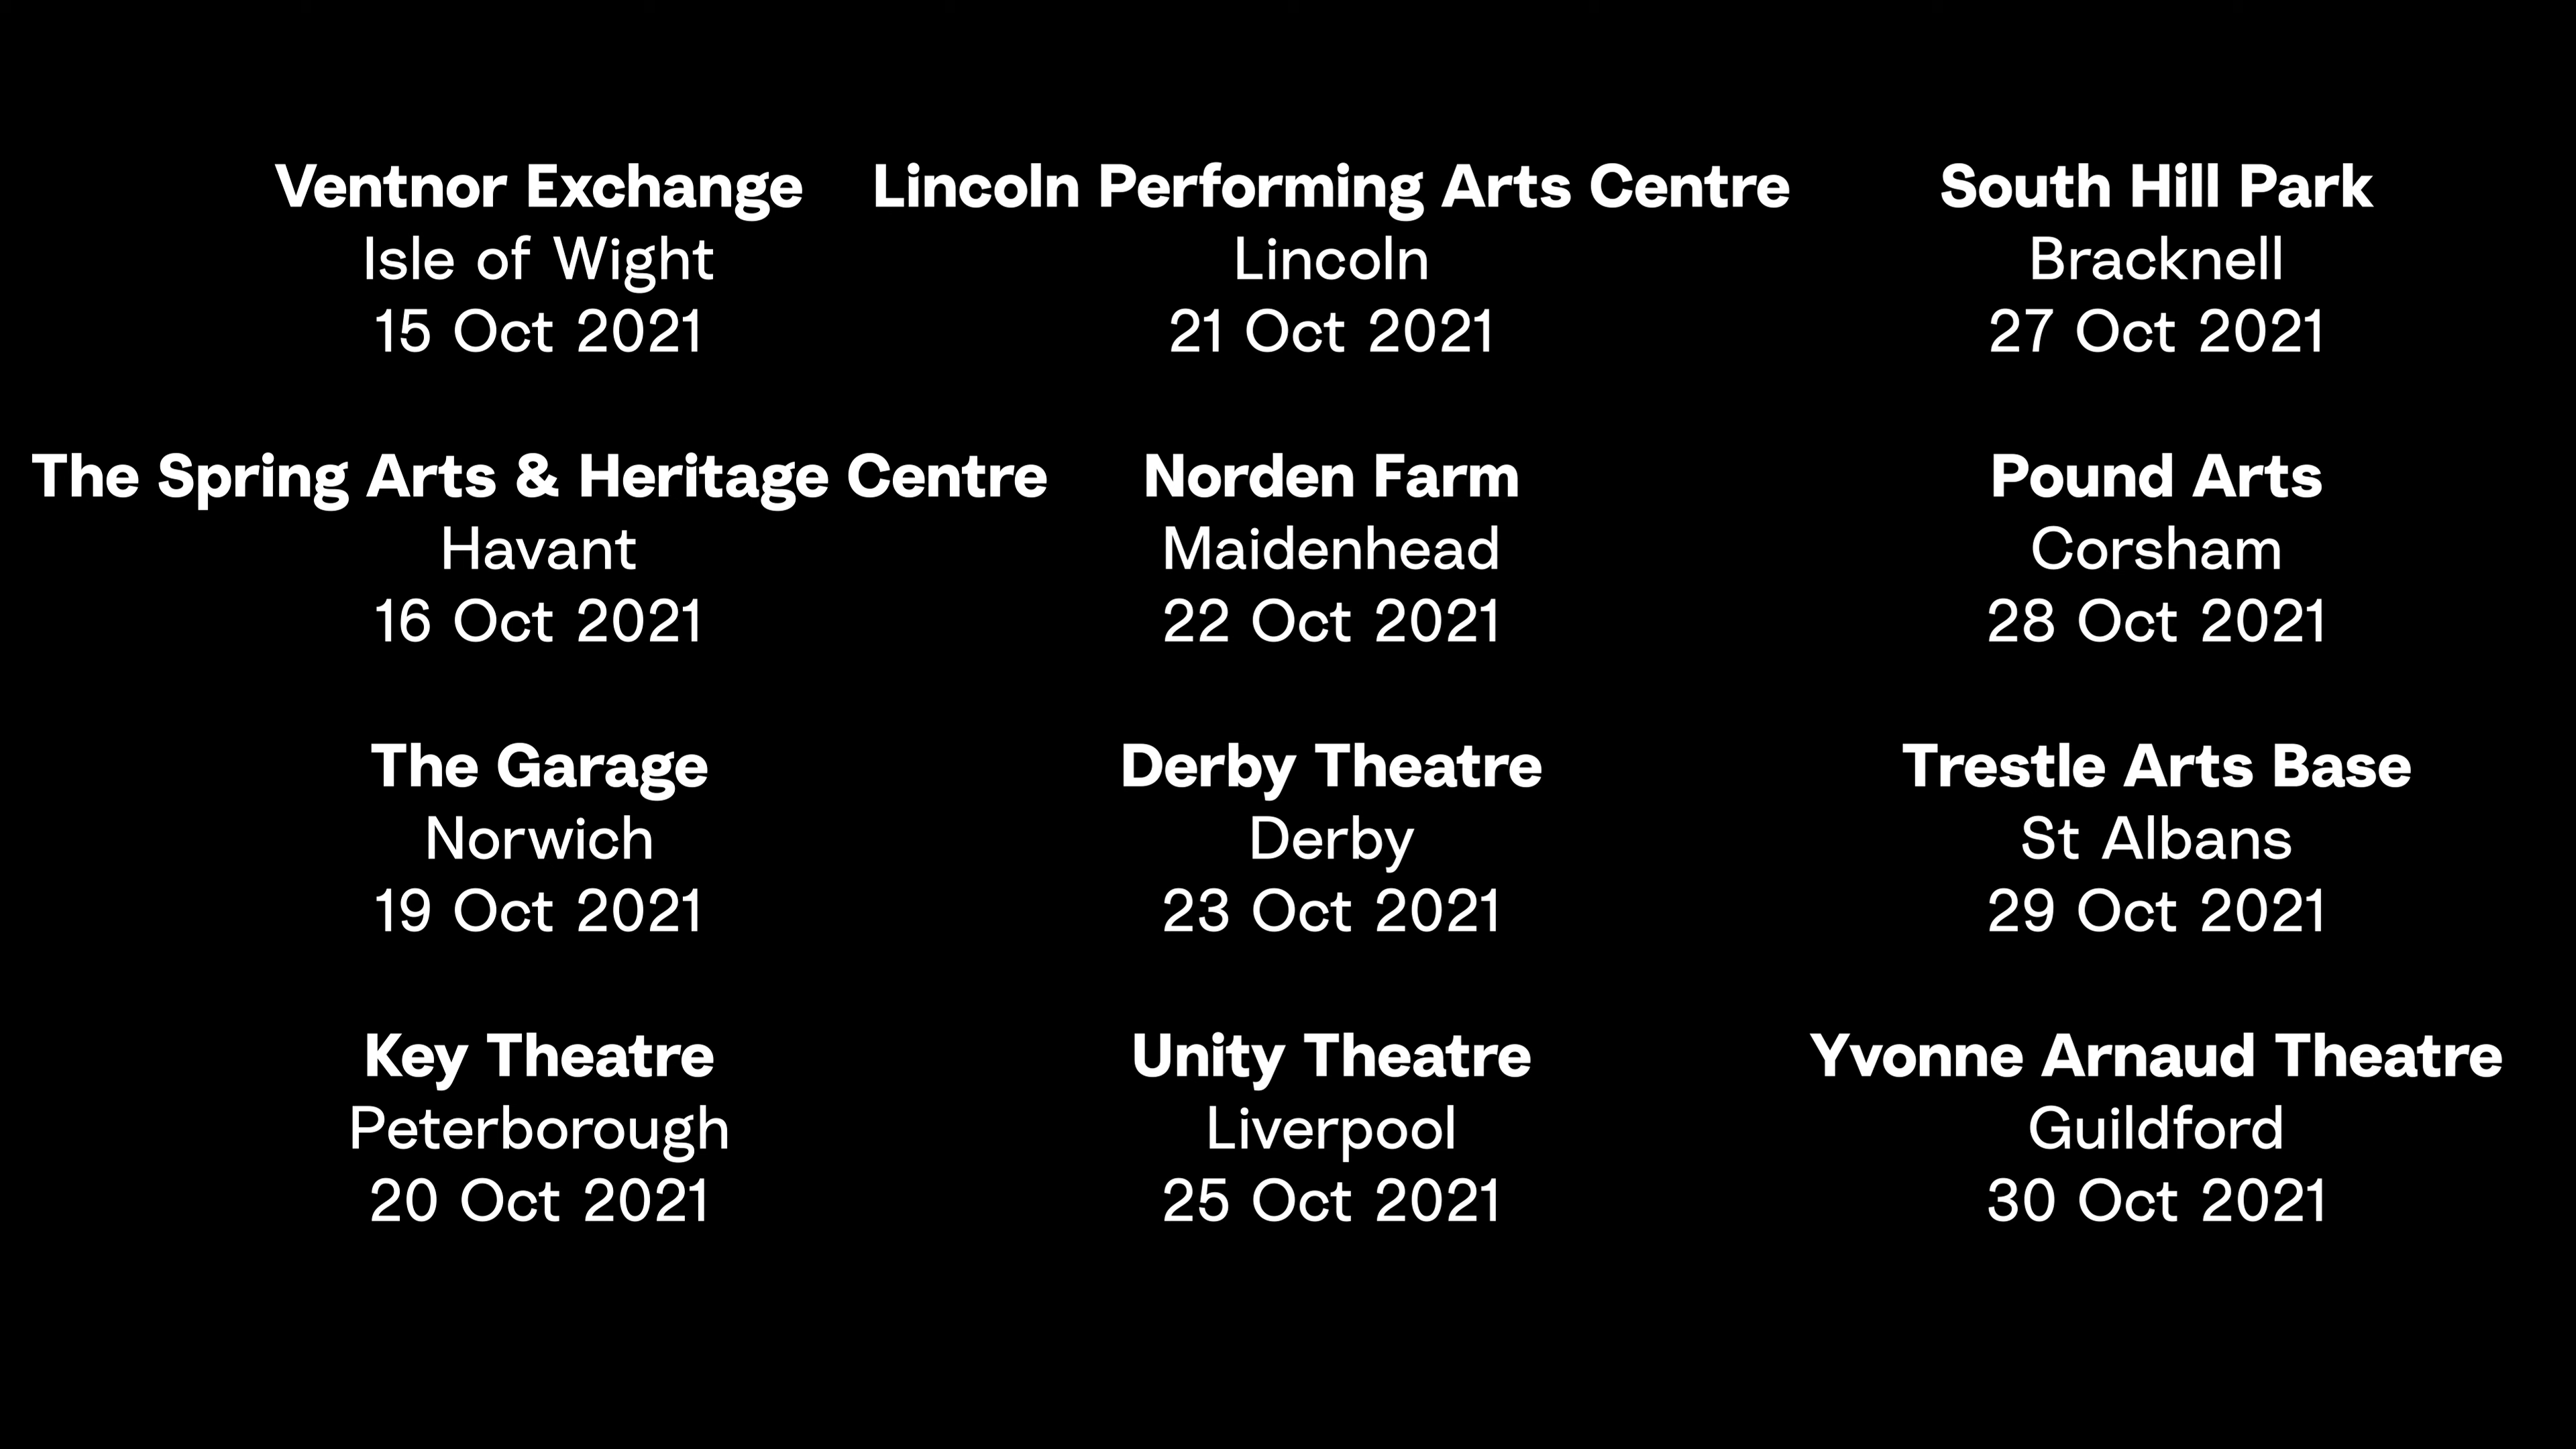 Ventnor Exchange
Isle of Wight
15 Oct 2021
The Spring Arts & Heritage Centre
Havant
16 Oct 2021
The Garage
Norwich
19 Oct 2021
Key Theatre
Peterborough
20 Oct 2021
Lincoln Performing Arts Centre
Lincoln
21 Oct 2021
Norden Farm
Maidenhead
22 Oct 2021
Derby Theatre
Derby
23 Oct 2021
Unity Theatre
Liverpool
25 Oct 2021
South Hill Park
Bracknell
27 Oct 2021
Pound Arts
Corsham
28 Oct 2021
Trestle Arts Base
St Albans
29 Oct 2021
Yvonne Arnaud Theatre
Guildford
30 Oct 2021